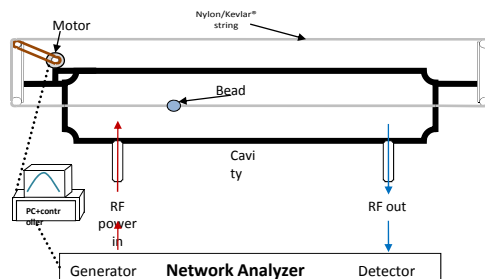 Nylon/Kevlar®
string
Motor
Bead
Cavi
ty
PC+contr
oller
RF
power
in
RF out
Generator
Network Analyzer
Detector